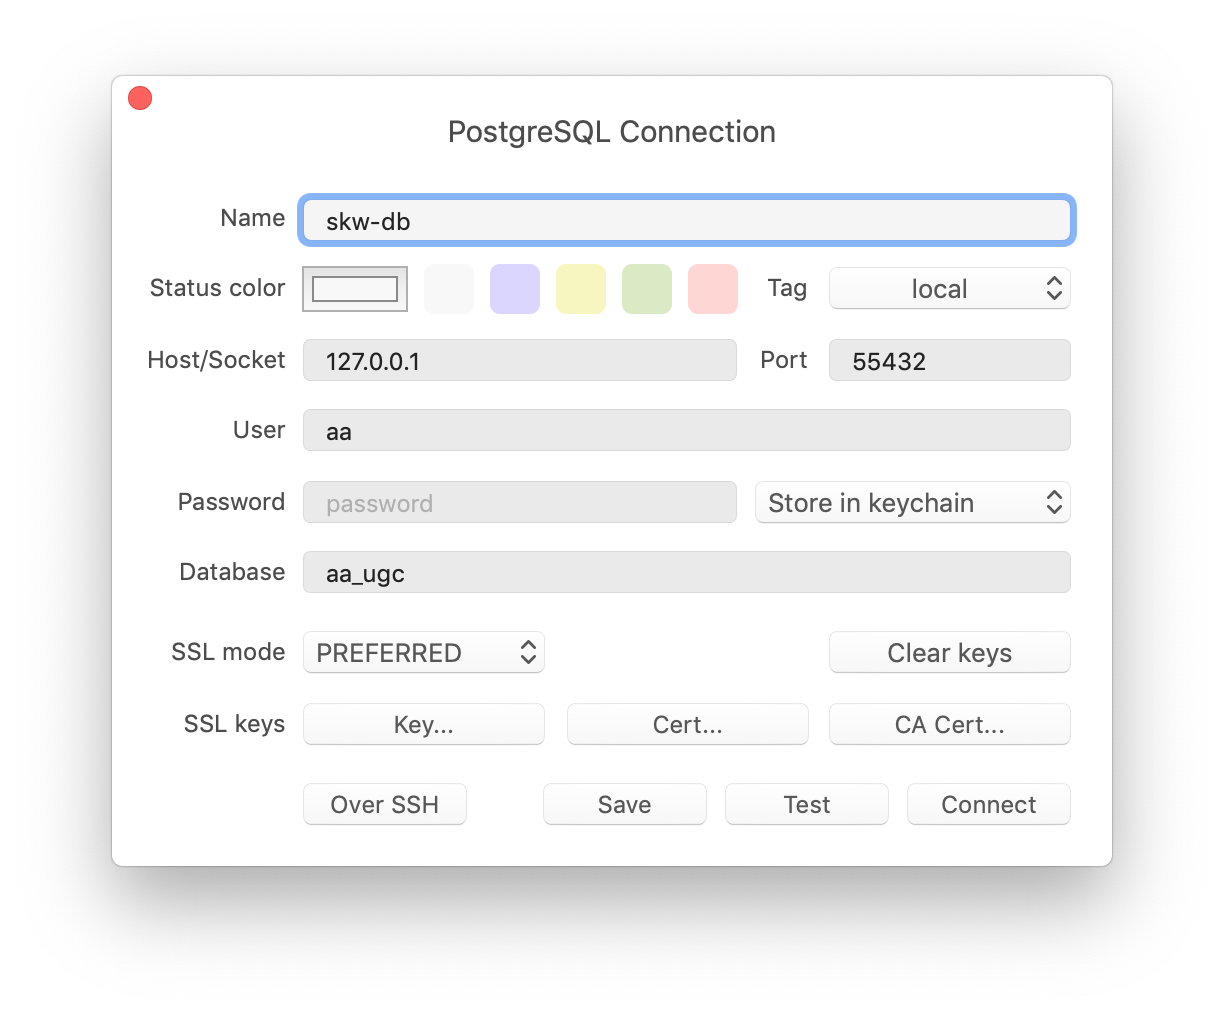 PostgreSQL Connection
Name skw-db
Status color Tag local
Host/Socket 127.0.0.1 Port 55432
User aa
Password password Store in keychain
Database aa_ugc
SSL mode PREFERRED Clear keys
SSL keys Key... Cert... CA Cert...
Over SSH Save Test Connect